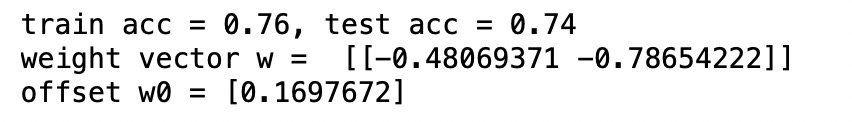 train acc = 0.76, test acc = 0.74
weight vector w =  [[-0.48069371 -0.78654222]]
offset w0 = [0.1697672]